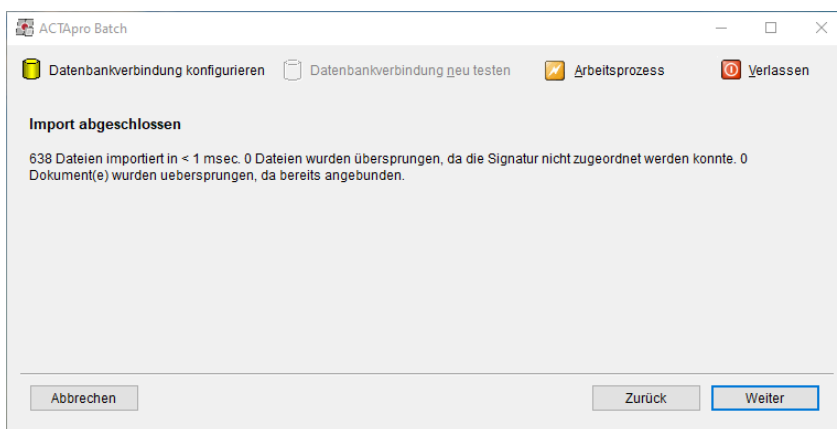 ACTApro Batch
Datenbankverbindung konfigurieren Datenbankverbindung neu testen Arbeitsprozess Verlassen
Import abgeschlossen
638 Dateien importiert in < 1 msec. 0 Dateien wurden übersprungen, da die Signatur nicht zugeordnet werden konnte. 0
Dokument(e) wurden uebersprungen, da bereits angebunden.
Abbrechen Zurück Weiter